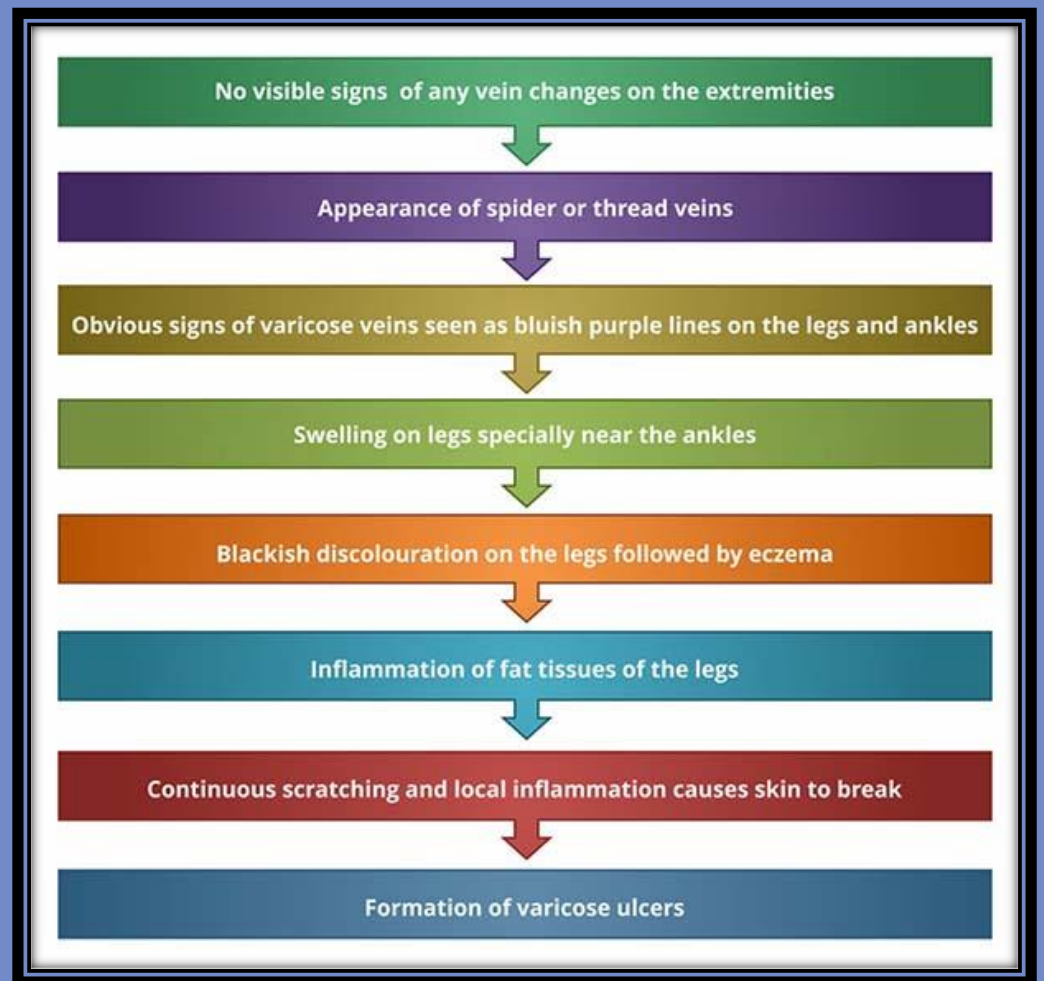 No visible signs of any vein changes on the extremities
Appearance of spider or thread veins
Obvious signs of varicose veins seen as bluish purple lines on the legs and ankles
Swelling on legs specially near the ankles
Blackish discolouration on the legs followed by eczema
Inflammation of fat tissues of the legs
Continuous scratching and local inflammation causes skin to break
Formation of varicose ulcers